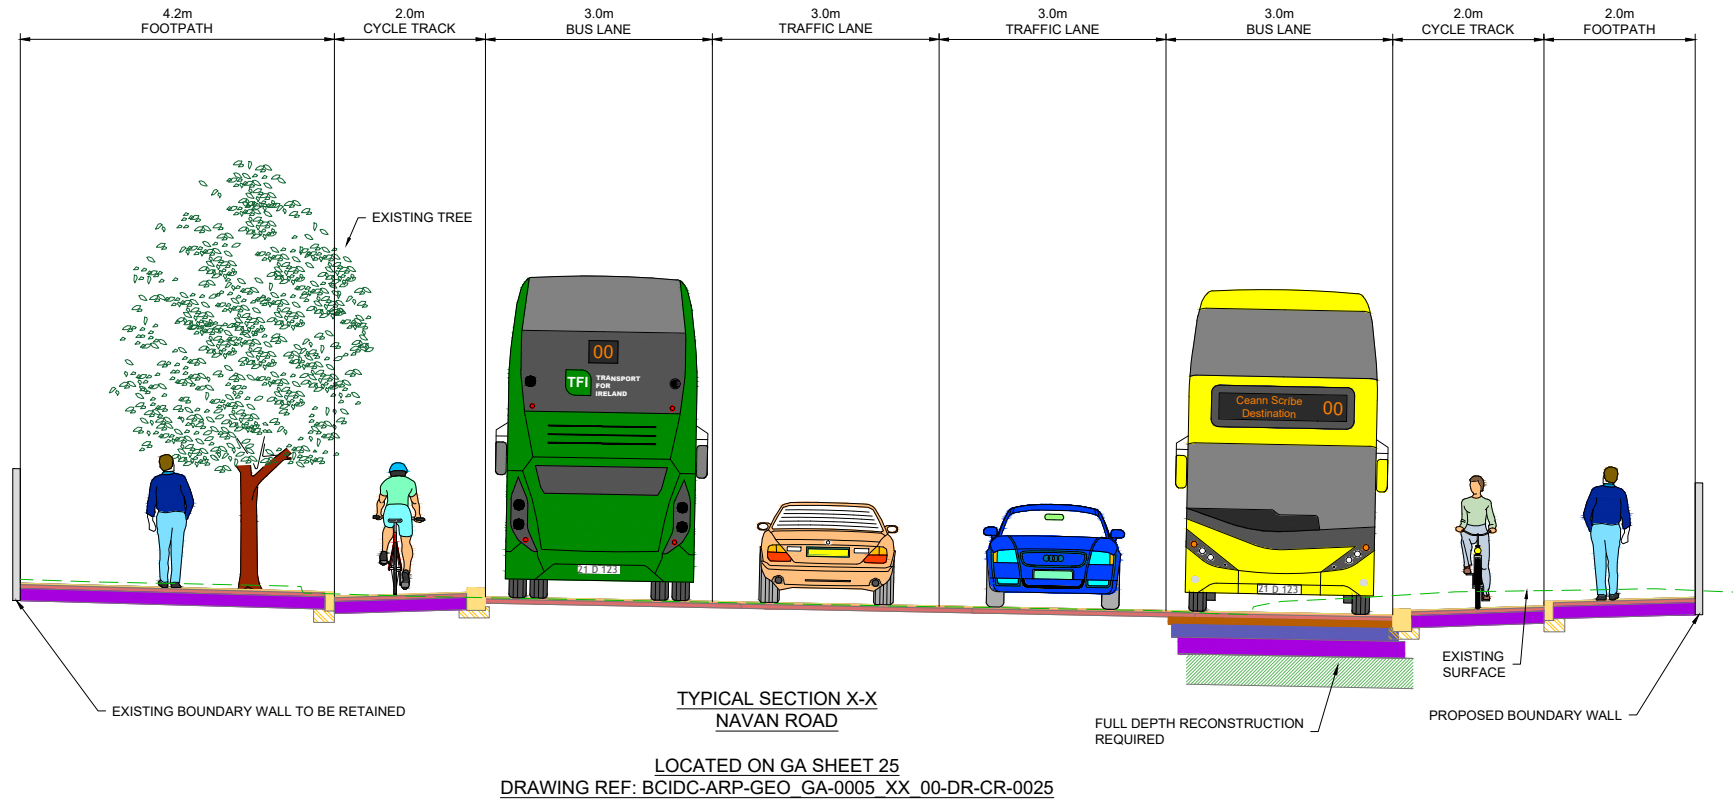 4.2m
FOOTPATH
2.0m
CYCLE TRACK
3.0m
BUS LANE
3.0m
TRAFFIC LANE
3.0m
TRAFFIC LANE
3.0m
BUS LANE
2.0m
CYCLE TRACK
2.0m
FOOTPATH
EXISTING TREE
00
TFI
TRANSPORT
FOR
IRELAND
21 D 123
Ceann Scríbe
Destination
00
21 D 123
EXISTING
SURFACE
EXISTING BOUNDARY WALL TO BE RETAINED
FULL DEPTH RECONSTRUCTION
REQUIRED
PROPOSED BOUNDARY WALL
TYPICAL SECTION X-X
NAVAN ROAD
LOCATED ON GA SHEET 25
DRAWING REF: BCIDC-ARP-GEO_GA-0005_XX_00-DR-CR-0025